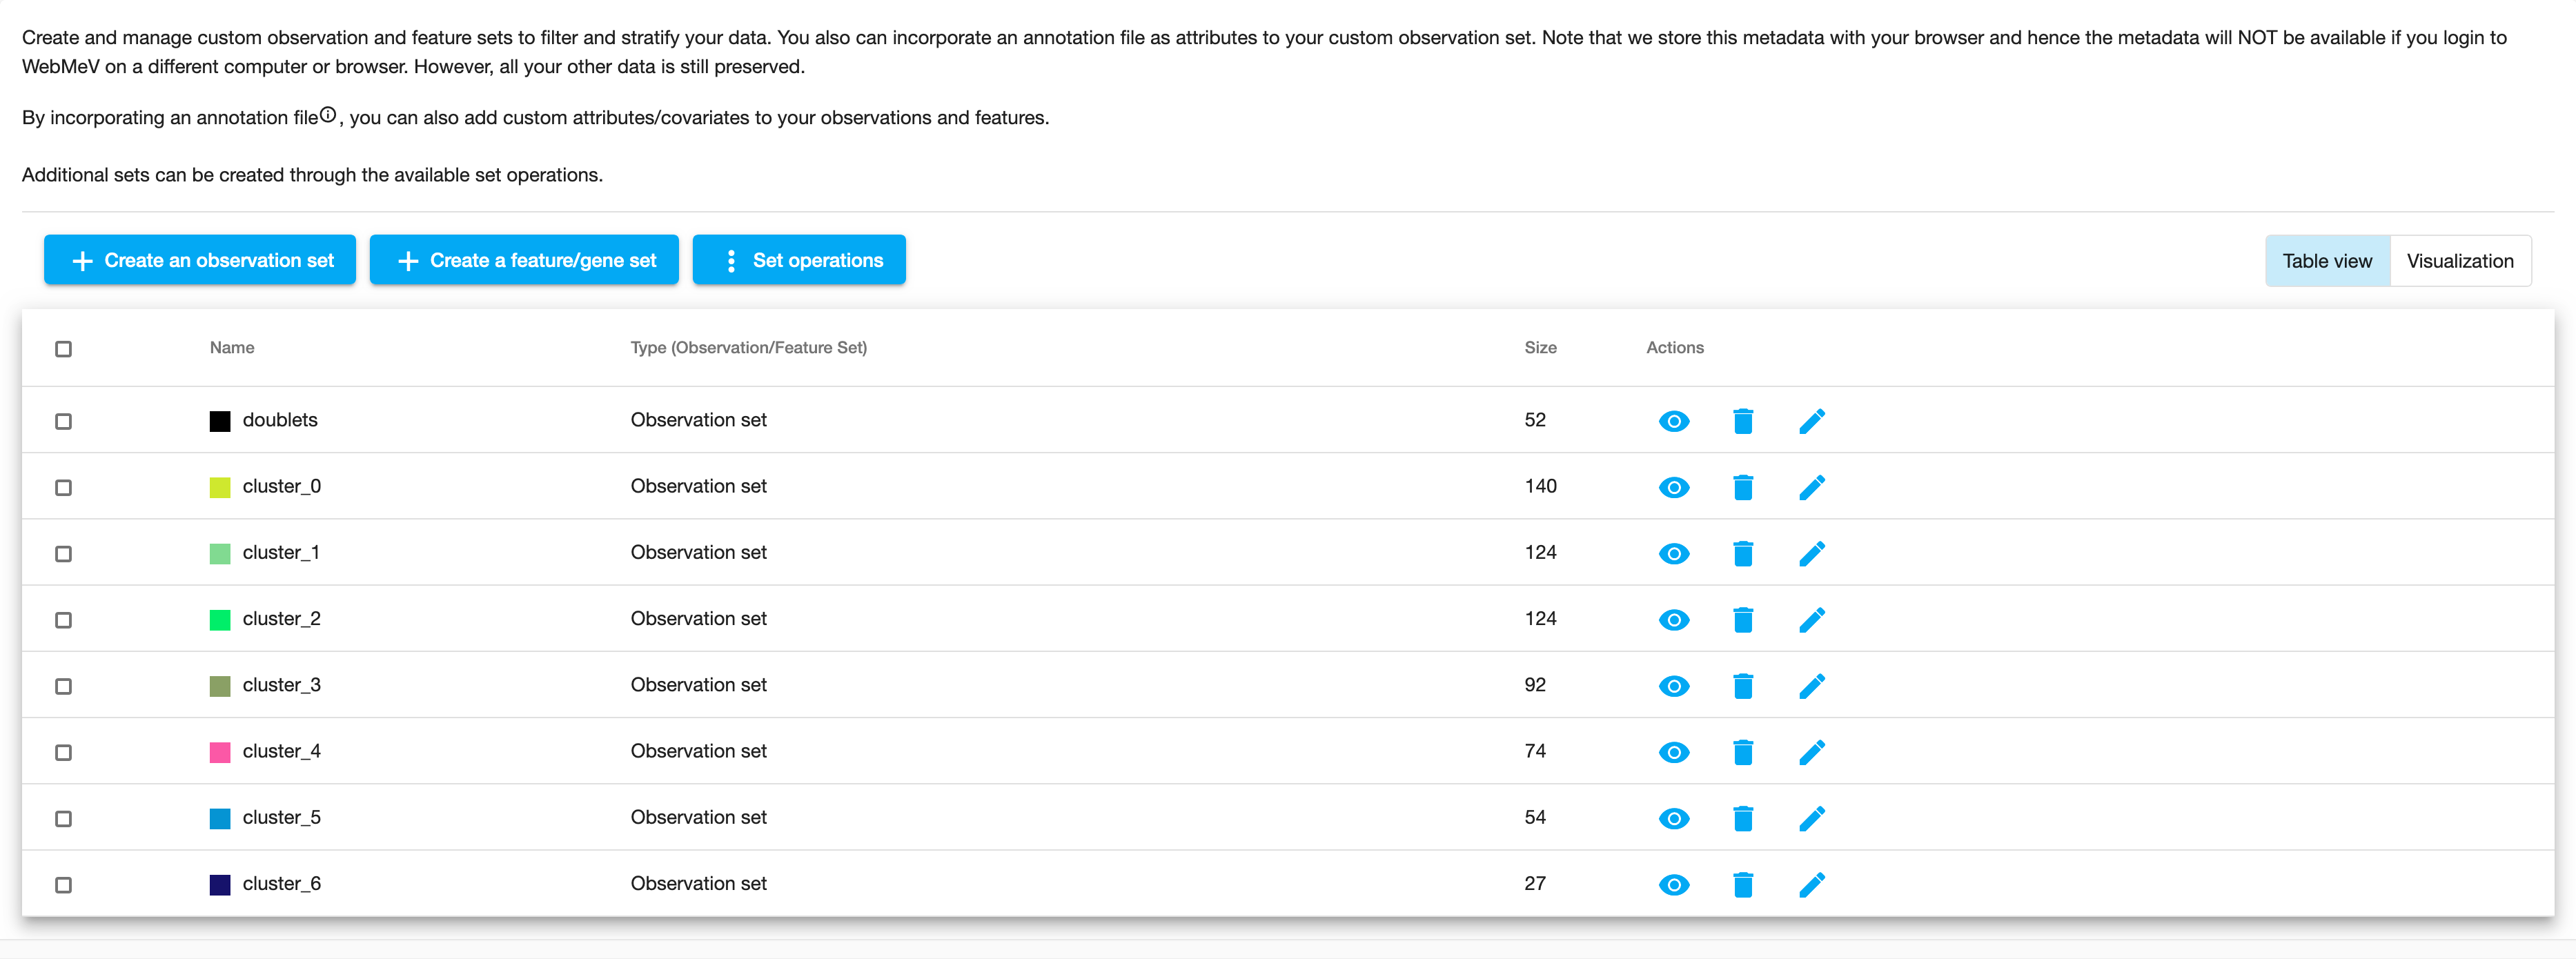 Create and manage custom observation and feature sets to filter and stratify your data. You also can incorporate an annotation file as attributes to your custom observation set. Note that we store this metadata with your browser and hence the metadata will NOT be available if you login to
WebMeV on a different computer or browser. However, all your other data is still preserved.
By incorporating an annotation file, you can also add custom attributes/covariates to your observations and features.
Additional sets can be created through the available set operations.
Create an observation set Create a feature/gene set Set operations Table view Visualization
Name Type (Observation/Feature Set) Size Actions
doublets Observation set 52
cluster_0 Observation set 140
cluster_1 Observation set 124
cluster_2 Observation set 124
cluster_3 Observation set 92
cluster_4 Observation set 74
cluster_5 Observation set 54
cluster_6 Observation set 27